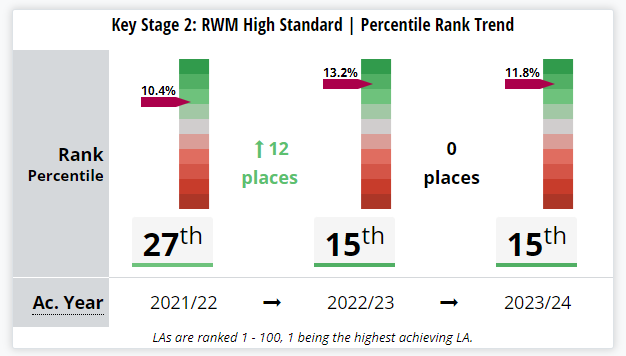 Key Stage 2: RWM High Standard | Percentile Rank Trend
10.4%
13.2%
11.8%
Rank
Percentile
↑ 12
places
0
places
27th
15th
15th
Ac. Year
2021/22 → 2022/23 → 2023/24
LAs are ranked 1 - 100, 1 being the highest achieving LA.